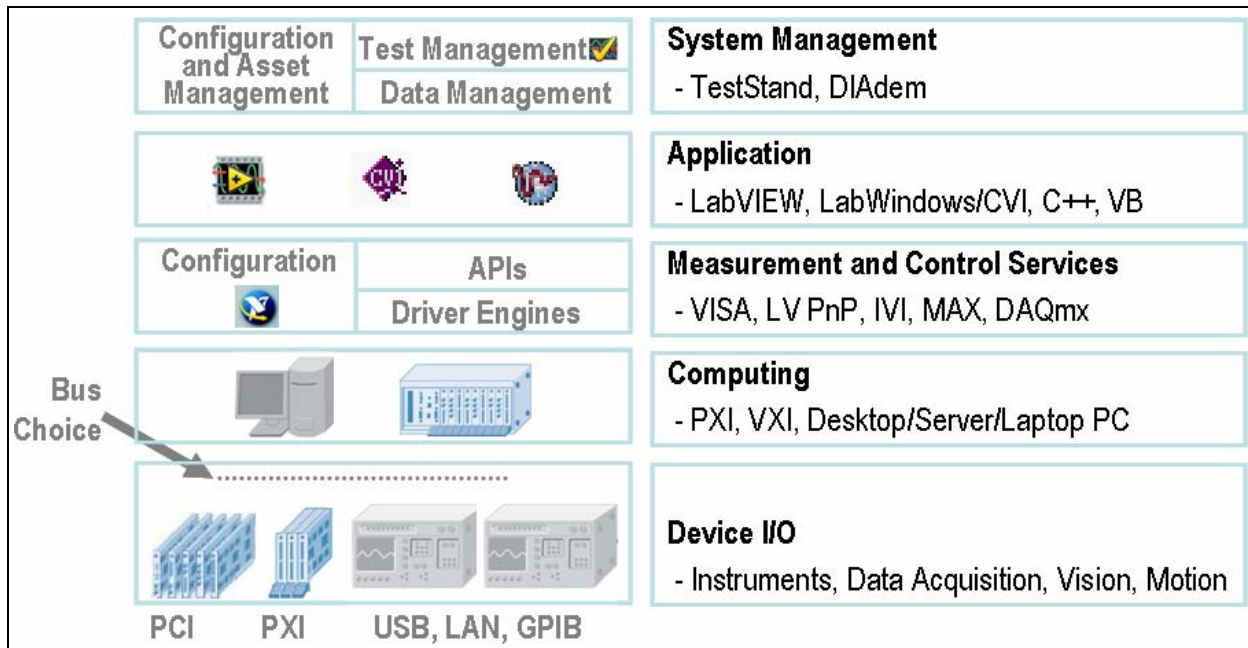 Configuration
and Asset
Management
Test Management
Data Management
System Management
- TestStand, DIAdem
CVI
Application
- LabVIEW, LabWindows/CVI, C++, VB
Configuration
APIs
Driver Engines
Measurement and Control Services
- VISA, LV PnP, IVI, MAX, DAQmx
Bus
Choice
Computing
- PXI, VXI, Desktop/Server/Laptop PC
Device I/O
- Instruments, Data Acquisition, Vision, Motion
PCI
PXI
USB, LAN, GPIB